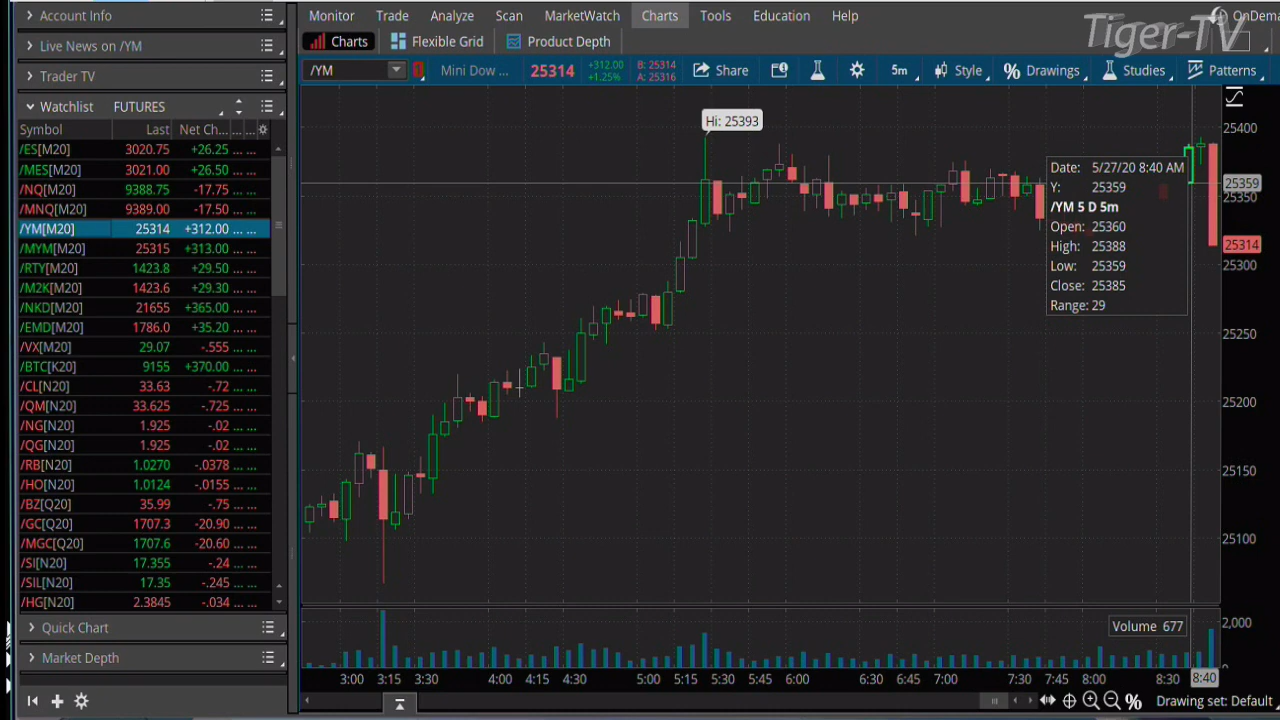 Account Info
Live News on /YM
Trader TV
Watchlist FUTURES
Symbol Last Net Ch... ... ...
/ES[M20] 3020.75 +26.25 ... ...
/MES[M20] 3021.00 +26.50 ... ...
/NQ[M20] 9388.75 -17.75 ... ...
/MNQ[M20] 9389.00 -17.50 ... ...
/YM[M20] 25314 +312.00 ... ...
/MYM[M20] 25315 +313.00 ... ...
/RTY[M20] 1423.8 +29.50 ... ...
/M2K[M20] 1423.6 +29.30 ... ...
/NKD[M20] 21655 +365.00 ... ...
/EMD[M20] 1786.0 +35.20 ... ...
/VX[M20] 29.07 -.555 ... ...
/BTC[K20] 9155 +370.00 ... ...
/CL[N20] 33.63 -.72 ... ...
/QM[N20] 33.625 -.725 ... ...
/NG[N20] 1.925 -.02 ... ...
/QG[N20] 1.925 -.02 ... ...
/RB[N20] 1.0270 -.0378 ... ...
/HO[N20] 1.0124 -.0155 ... ...
/BZ[Q20] 35.99 -.75 ... ...
/GC[Q20] 1707.3 -20.90 ... ...
/MGC[Q20] 1707.6 -20.60 ... ...
/SI[N20] 17.355 -.24 ... ...
/SIL[N20] 17.35 -.245 ... ...
/HG[N20] 2.3845 -.034 ... ...
Quick Chart
Market Depth
Monitor Trade Analyze Scan MarketWatch Charts Tools Education Help
OnDema
Tiger-TV
Charts Flexible Grid Product Depth
/YM Mini Dow ... 25314 +312.00 B: 25314
+1.25% A: 25316
Share 5m Style Drawings Studies Patterns
Hi: 25393
Date: 5/27/20 8:40 AM
Y: 25359
/YM 5 D 5m
Open: 25360
High: 25388
Low: 25359
Close: 25385
Range: 29
25400
25359
25350
25314
25300
25250
25200
25150
25100
Volume 677
2,000
0
3:00 3:15 3:30 4:00 4:15 4:30 5:00 5:15 5:30 5:45 6:00 6:30 6:45 7:00 7:30 7:45 8:00 8:30 8:40
Drawing set: Default